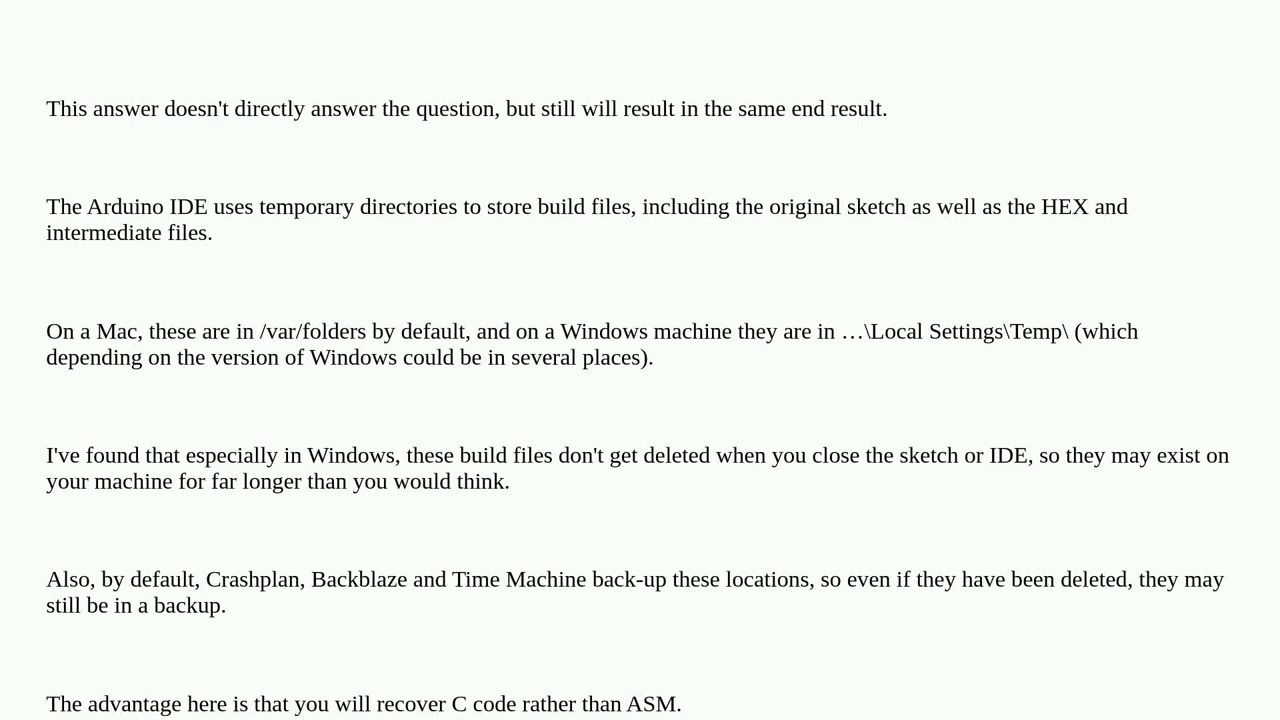 This answer doesn't directly answer the question, but still will result in the same end result.
The Arduino IDE uses temporary directories to store build files, including the original sketch as well as the HEX and
intermediate files.
On a Mac, these are in /var/folders by default, and on a Windows machine they are in …\Local Settings\Temp\ (which
depending on the version of Windows could be in several places).
I've found that especially in Windows, these build files don't get deleted when you close the sketch or IDE, so they may exist on
your machine for far longer than you would think.
Also, by default, Crashplan, Backblaze and Time Machine back-up these locations, so even if they have been deleted, they may
still be in a backup.
The advantage here is that you will recover C code rather than ASM.